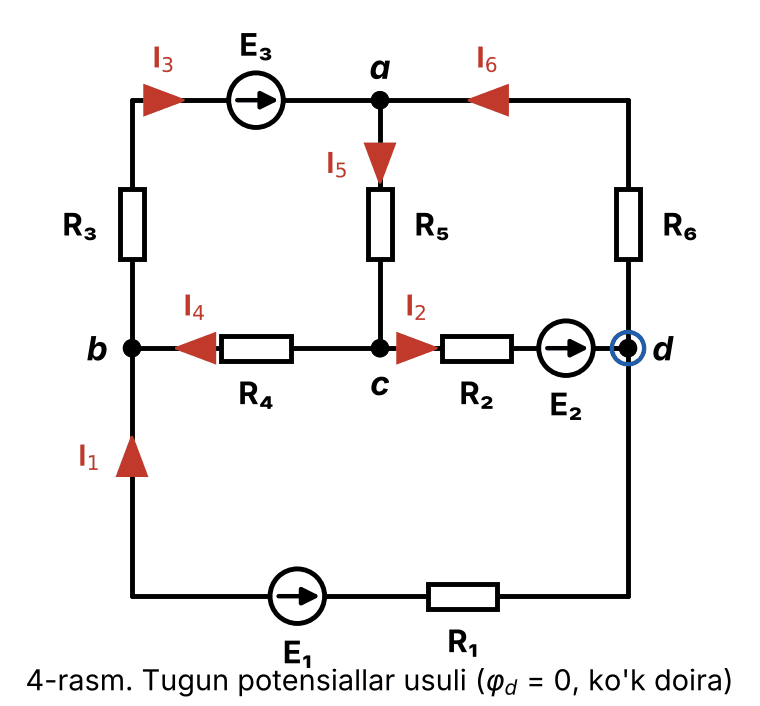 E₃
I₃
a
I₆
I₅
R₃
R₅
R₆
I₄
I₂
b
d
c
R₄
R₂
E₂
I₁
R₁
E₁
4-rasm. Tugun potensiallar usuli (φ_d = 0, ko'k doira)